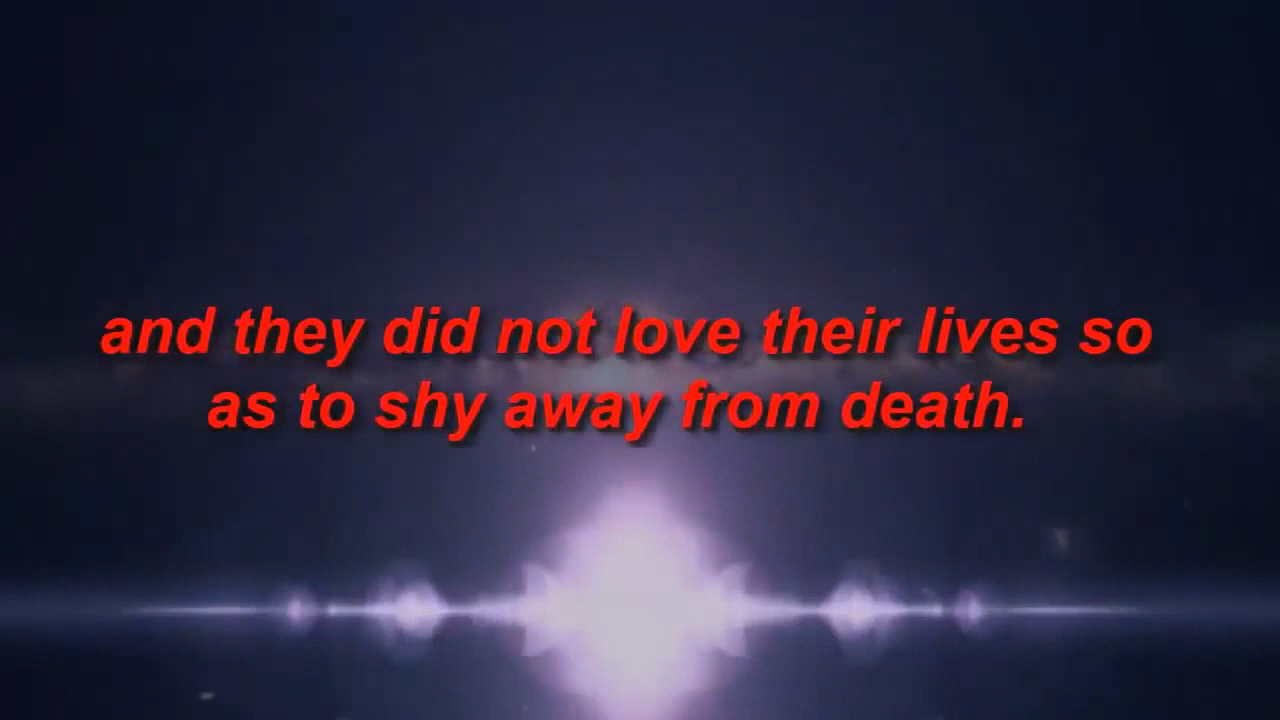 and they did not love their lives so
as to shy away from death.